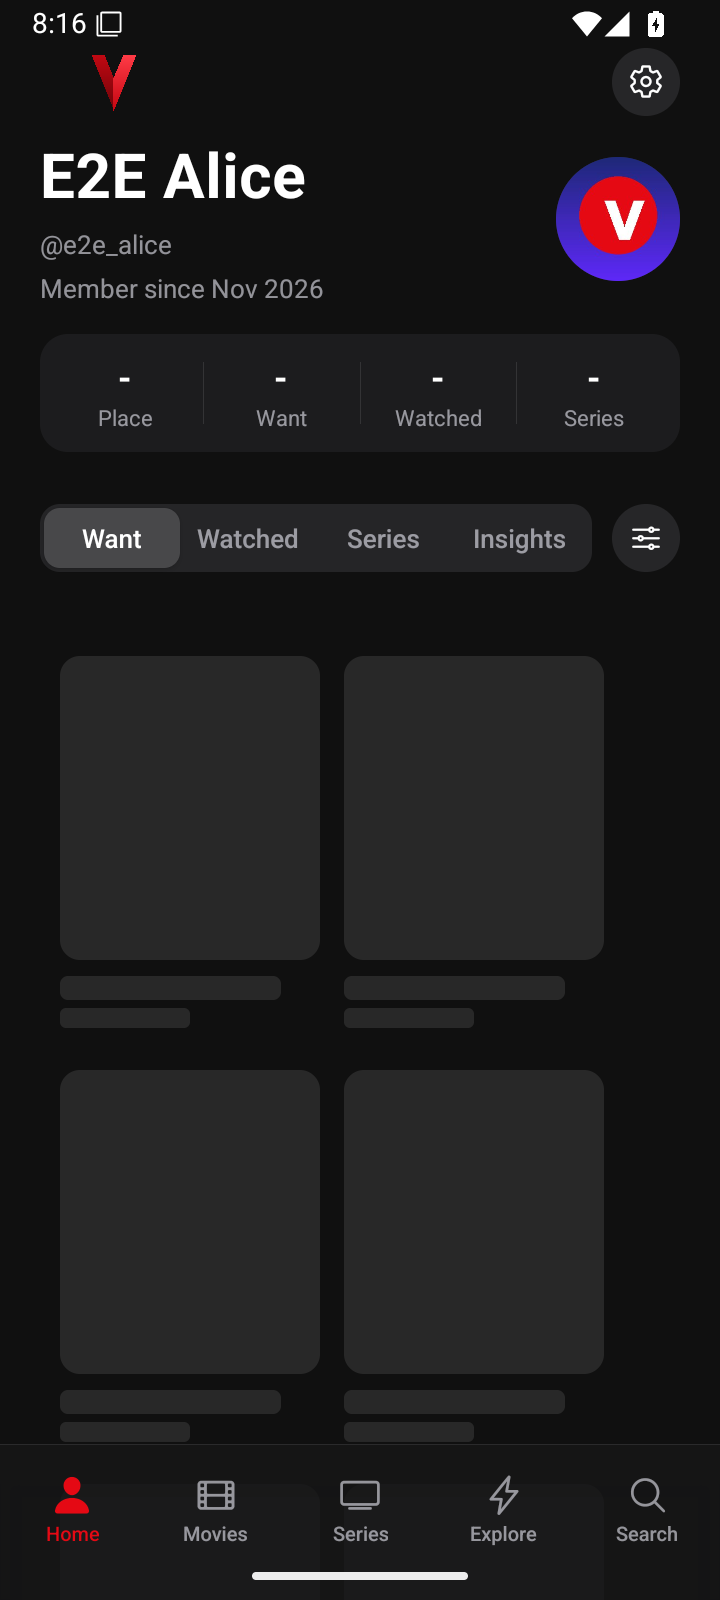 8:16
E2E Alice
@e2e_alice
Member since Nov 2026
- - - -
Place Want Watched Series
Want Watched Series Insights
Home Movies Series Explore Search